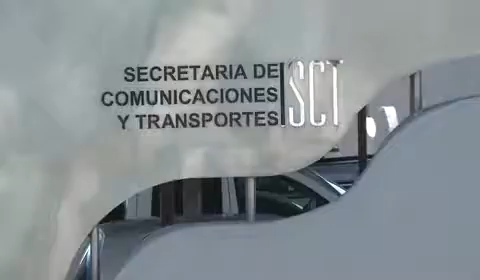 SECRETARIA DE
COMUNICACIONES
Y TRANSPORTES
SCT